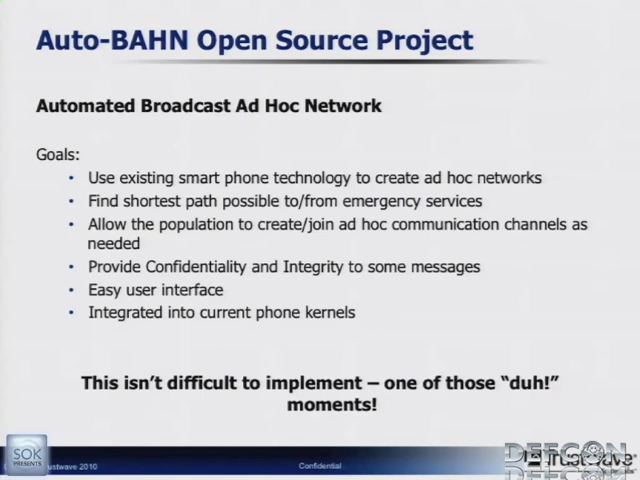 Auto-BAHN Open Source Project
Automated Broadcast Ad Hoc Network
Goals:
• Use existing smart phone technology to create ad hoc networks
• Find shortest path possible to/from emergency services
• Allow the population to create/join ad hoc communication channels as
needed
• Provide Confidentiality and Integrity to some messages
• Easy user interface
• Integrated into current phone kernels
This isn't difficult to implement – one of those "duh!"
moments!
SOK
PRESENTS
Trustwave 2010
Confidential
DEFCON
Trustwave